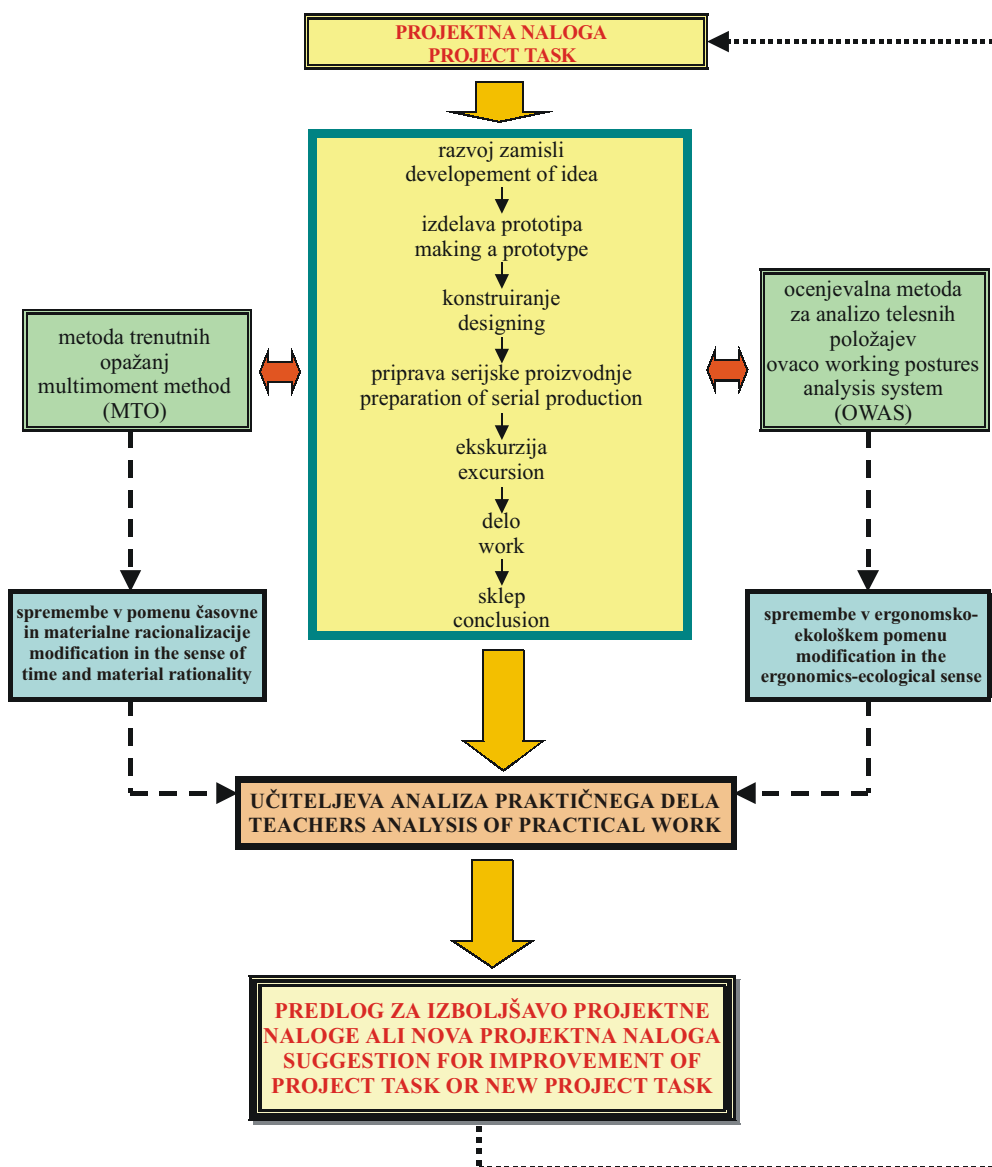 PROJEKTNA NALOGA
PROJECT TASK
razvoj zamisli
developement of idea
izdelava prototipa
making a prototype
konstruiranje
designing
priprava serijske proizvodnje
preparation of serial production
ekskurzija
excursion
delo
work
sklep
conclusion
metoda trenutnih
opažanj
multimoment method
(MTO)
ocenjevalna metoda
za analizo telesnih
položajev
ovaco working postures
analysis system
(OWAS)
spremembe v pomenu časovne
in materialne racionalizacije
modification in the sense of
time and material rationality
spremembe v ergonomsko-
ekološkem pomenu
modification in the
ergonomics-ecological sense
UČITELJEVA ANALIZA PRAKTIČNEGA DELA
TEACHERS ANALYSIS OF PRACTICAL WORK
PREDLOG ZA IZBOLJŠAVO PROJEKTNE
NALOGE ALI NOVA PROJEKTNA NALOGA
SUGGESTION FOR IMPROVEMENT OF
PROJECT TASK OR NEW PROJECT TASK